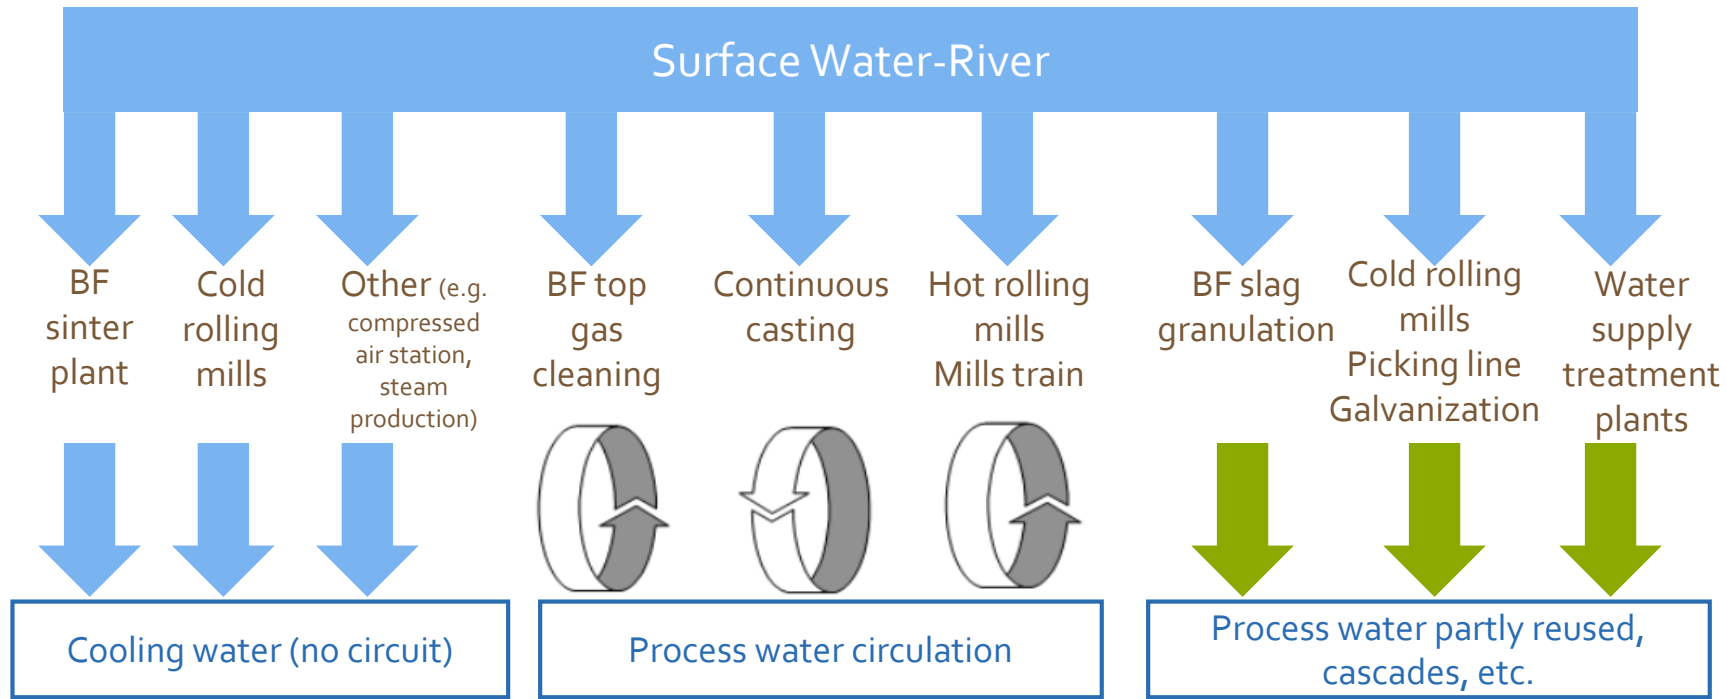 Surface Water-River
BF
sinter
plant
Cold
rolling
mills
Other (e.g.
compressed
air station,
steam
production)
BF top
gas
cleaning
Continuous
casting
Hot rolling
mills
Mills train
BF slag
granulation
Cold rolling
mills
Picking line
Galvanization
Water
supply
treatment
plants
Cooling water (no circuit)
Process water circulation
Process water partly reused,
cascades, etc.